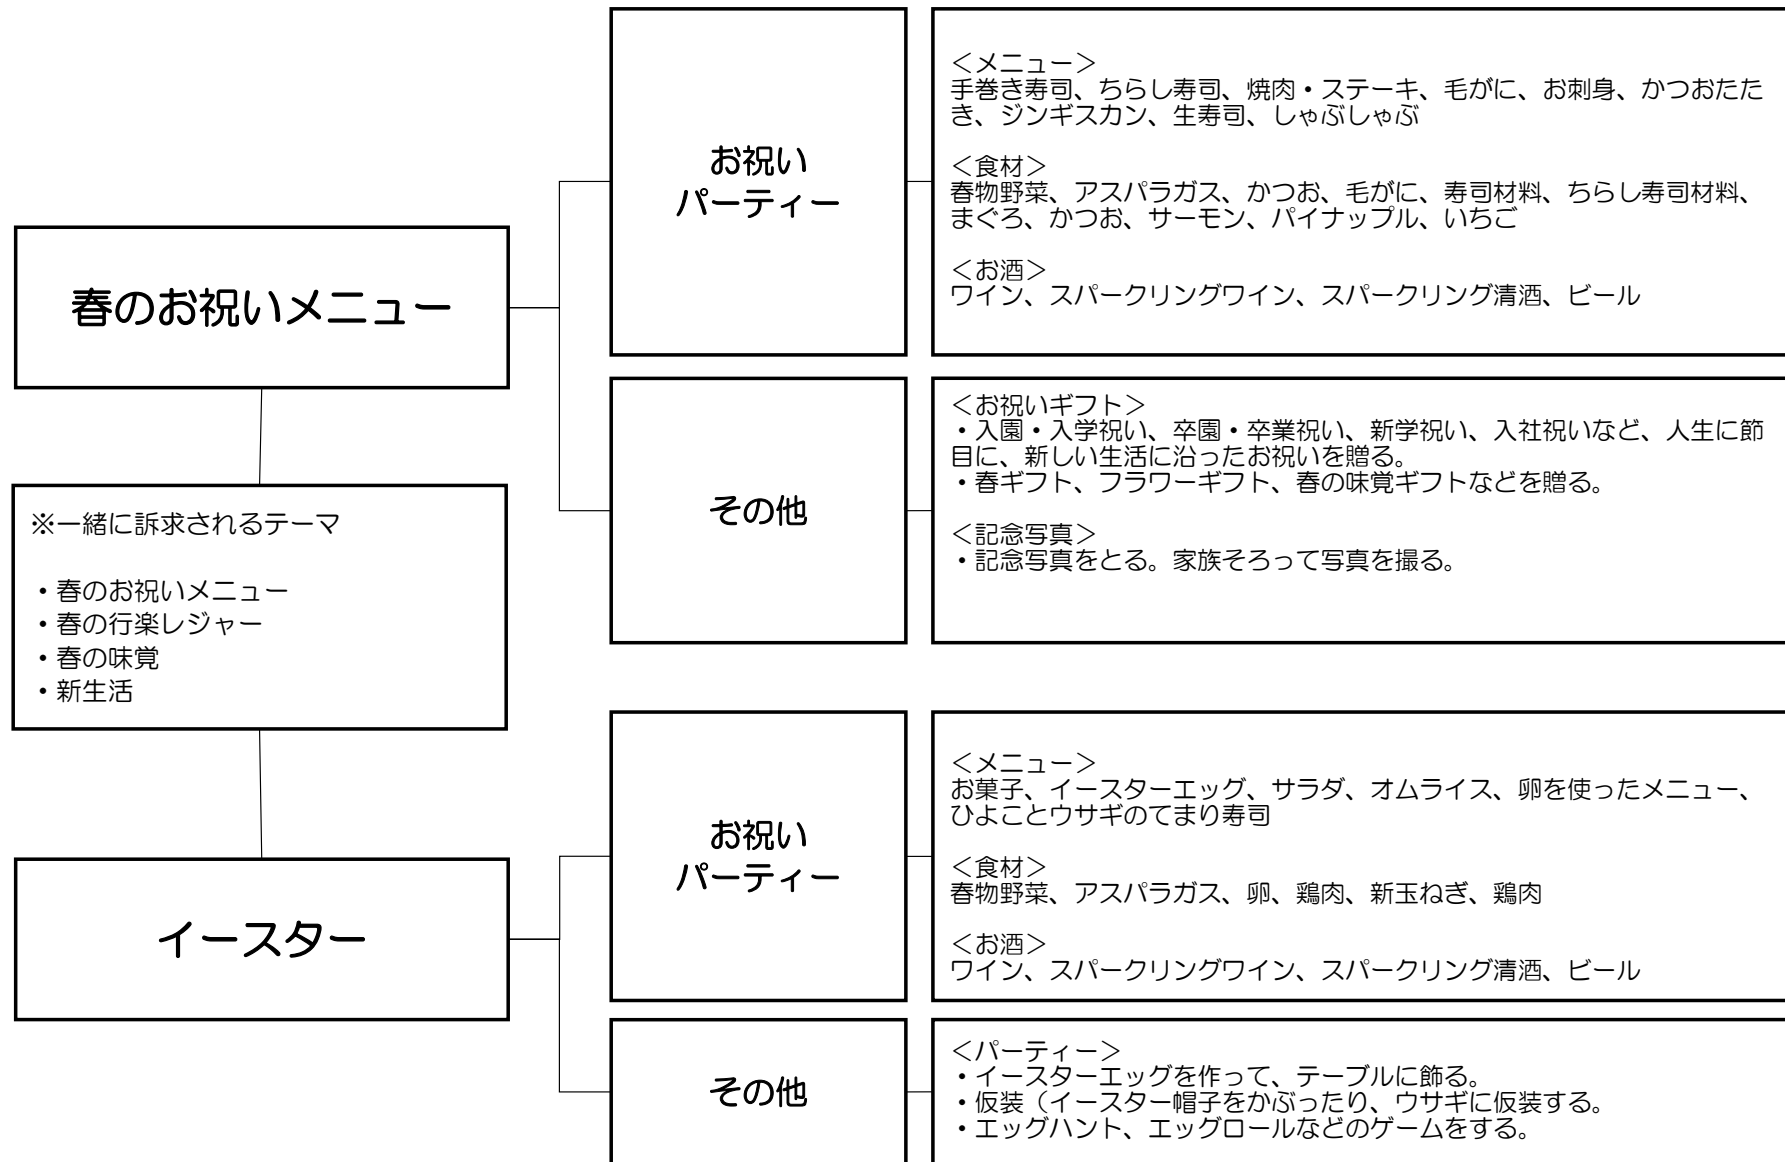 春のお祝いメニュー
お祝い
パーティー
＜メニュー＞
手巻き寿司、ちらし寿司、焼肉・ステーキ、毛がに、お刺身、かつおたた
き、ジンギスカン、生寿司、しゃぶしゃぶ
＜食材＞
春物野菜、アスパラガス、かつお、毛がに、寿司材料、ちらし寿司材料、
まぐろ、かつお、サーモン、パイナップル、いちご
＜お酒＞
ワイン、スパークリングワイン、スパークリング清酒、ビール
その他
＜お祝いギフト＞
・入園・入学祝い、卒園・卒業祝い、新学祝い、入社祝いなど、人生に節
目に、新しい生活に沿ったお祝いを贈る。
・春ギフト、フラワーギフト、春の味覚ギフトなどを贈る。
＜記念写真＞
・記念写真をとる。家族そろって写真を撮る。
※一緒に訴求されるテーマ
・春のお祝いメニュー
・春の行楽レジャー
・春の味覚
・新生活
イースター
お祝い
パーティー
＜メニュー＞
お菓子、イースターエッグ、サラダ、オムライス、卵を使ったメニュー、
ひよことウサギのてまり寿司
＜食材＞
春物野菜、アスパラガス、卵、鶏肉、新玉ねぎ、鶏肉
＜お酒＞
ワイン、スパークリングワイン、スパークリング清酒、ビール
その他
＜パーティー＞
・イースターエッグを作って、テーブルに飾る。
・仮装（イースター帽子をかぶったり、ウサギに仮装する。
・エッグハント、エッグロールなどのゲームをする。